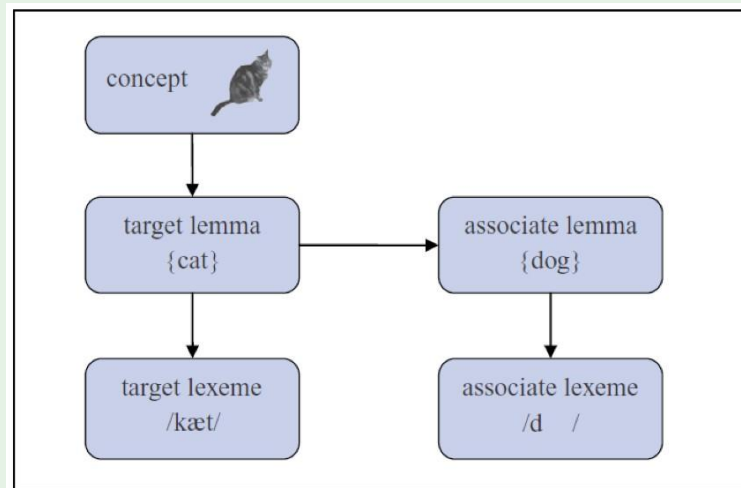 concept
target lemma
{cat}
associate lemma
{dog}
target lexeme
/kæt/
associate lexeme
/d    /